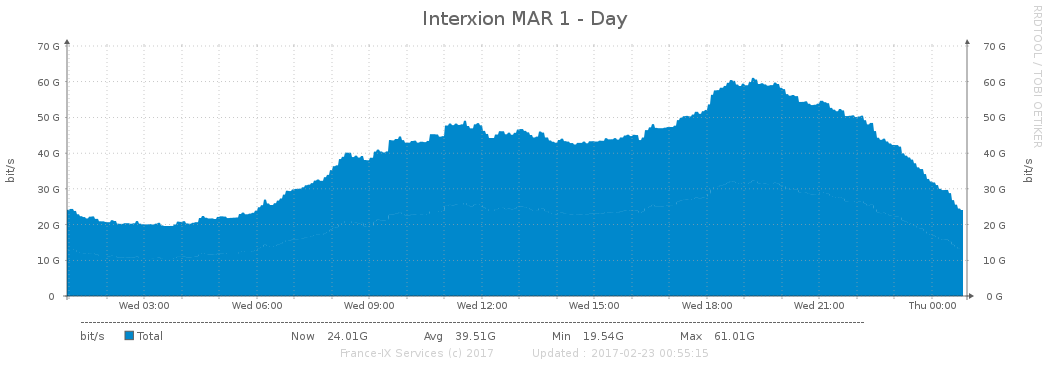 Interxion MAR 1 - Day
RRDTOOL / TOBI OETIKER
bit/s
70 G
60 G
50 G
40 G
30 G
20 G
10 G
0
70 G
60 G
50 G
40 G
30 G
20 G
10 G
0 G
bit/s
Wed 03:00 Wed 06:00 Wed 09:00 Wed 12:00 Wed 15:00 Wed 18:00 Wed 21:00 Thu 00:00
bit/s Total Now 24.01G Avg 39.51G Min 19.54G Max 61.01G
France-IX Services (c) 2017 Updated : 2017-02-23 00:55:15